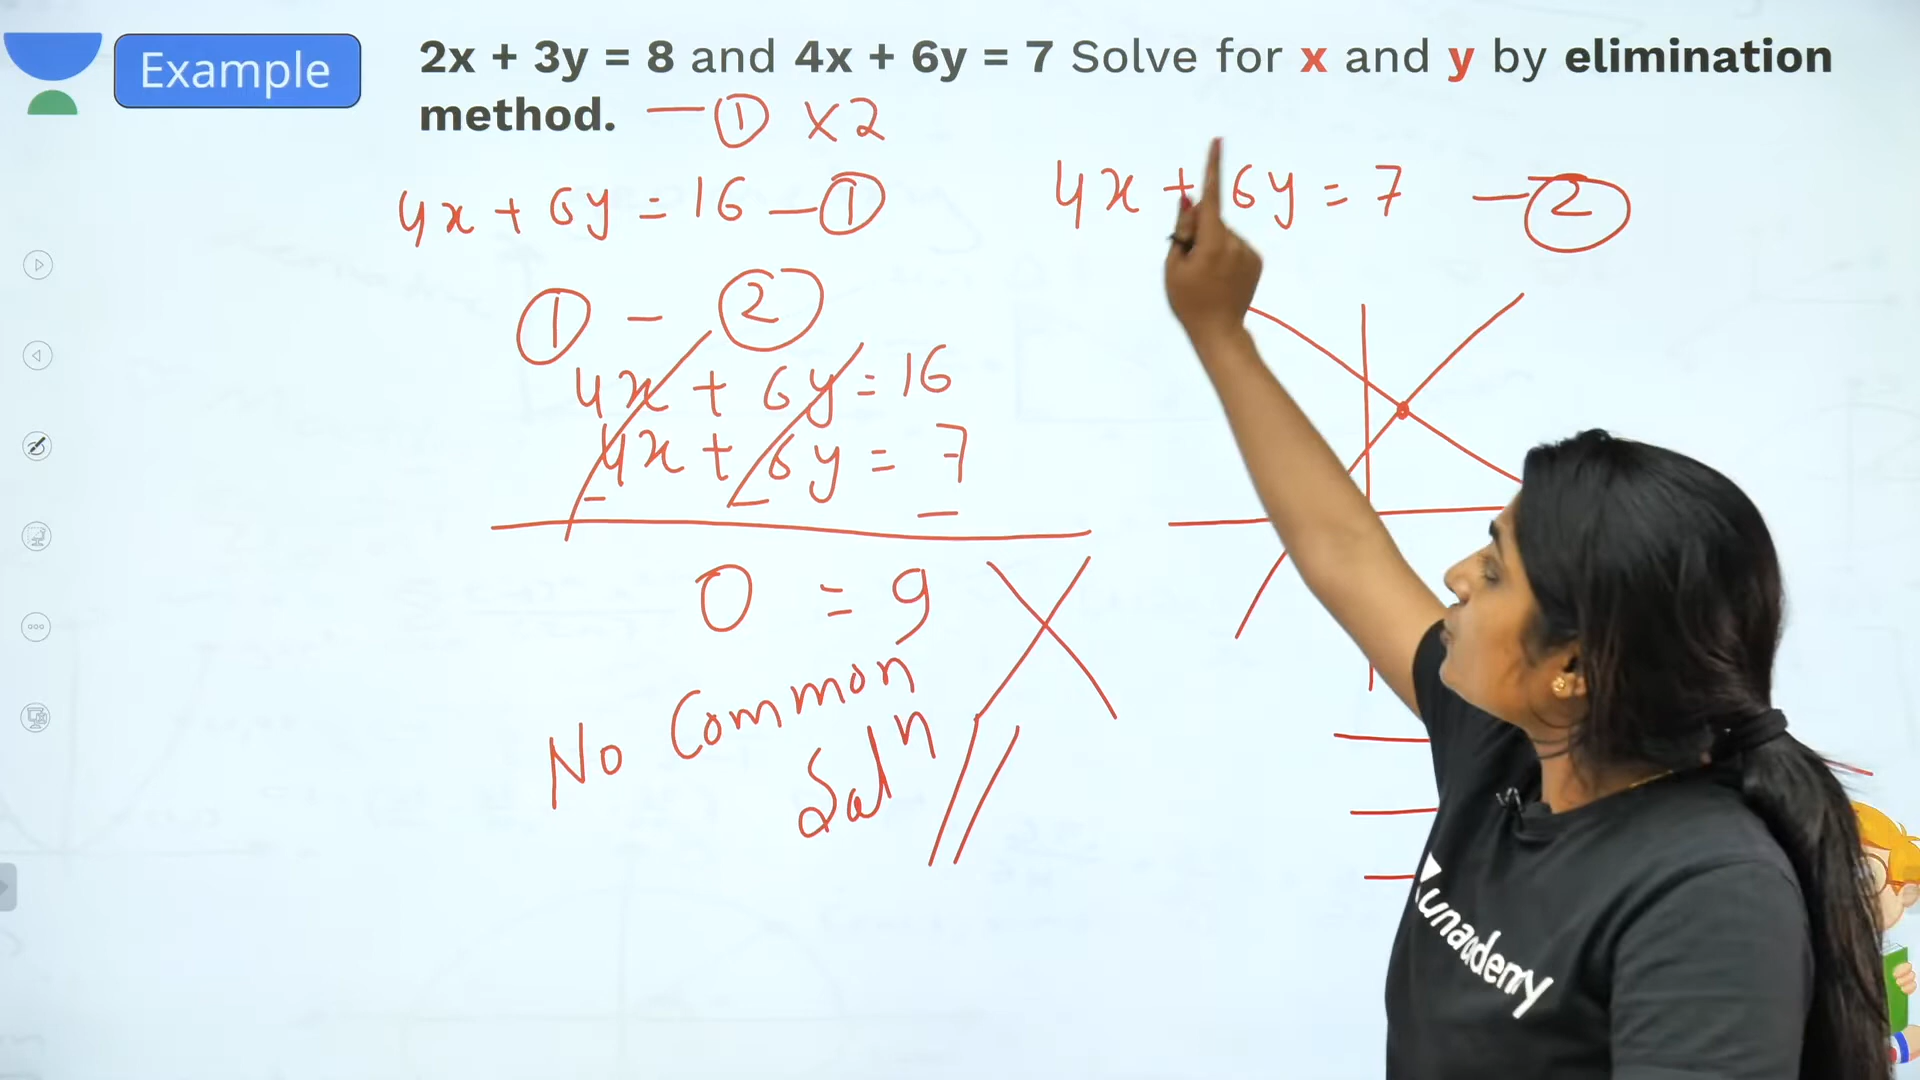 Example
2x + 3y = 8 and 4x + 6y = 7 Solve for x and y by elimination
method. — ① ×2
4x + 6y = 16 — ①
4x + 6y = 7 — ②
① – ②
4x + 6y = 16
4x + 6y = 7
– – –
0 = 9
No Common
Solⁿ
unacademy